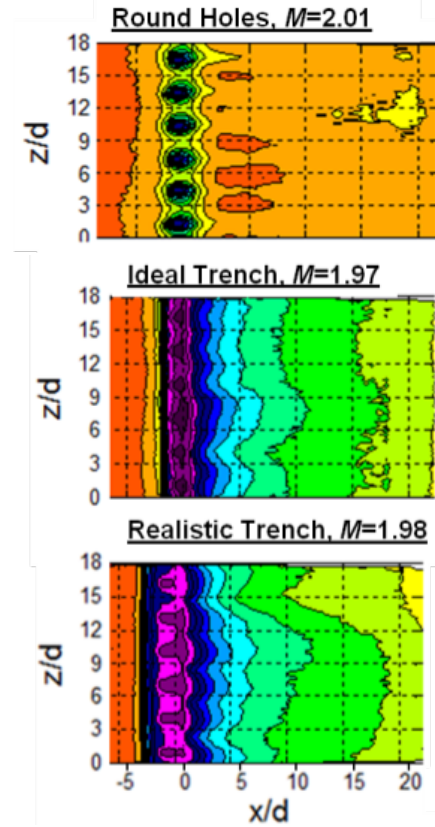 Round Holes, M=2.01
18
15
12
9
6
3
0
z/d
Ideal Trench, M=1.97
18
15
12
9
6
3
0
z/d
Realistic Trench, M=1.98
18
15
12
9
6
3
0
z/d
-5 0 5 10 15 20
x/d